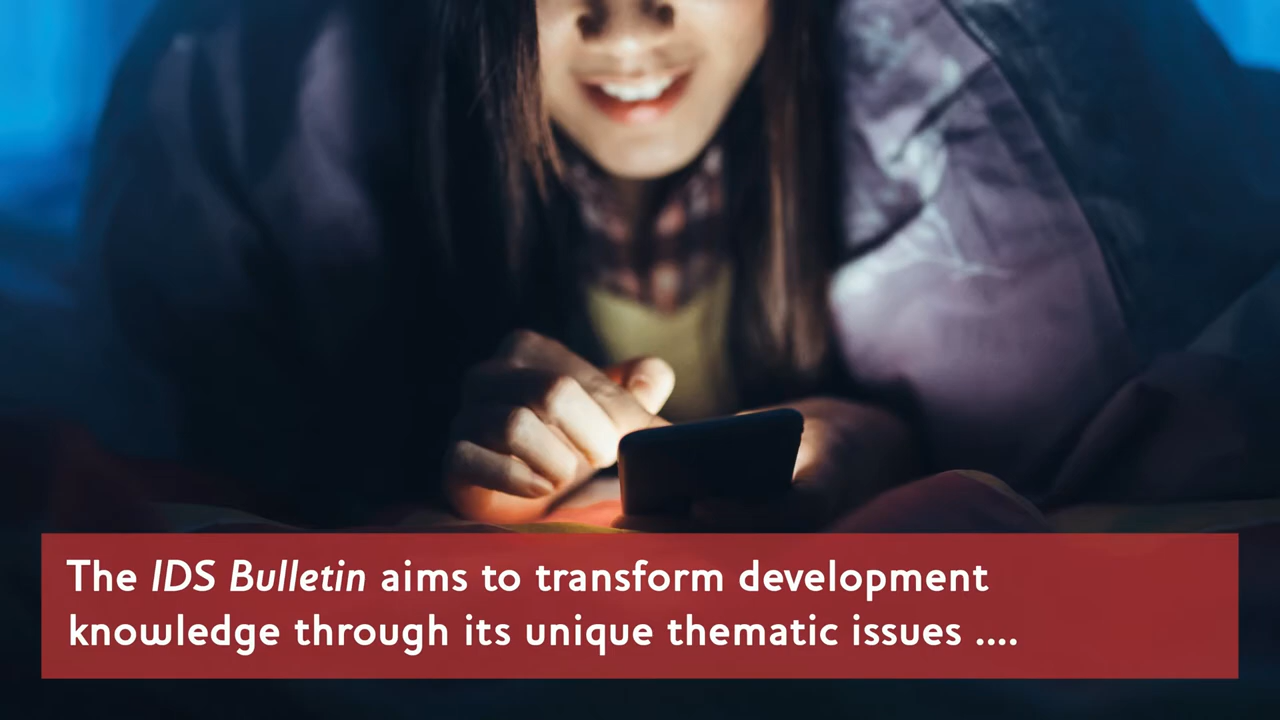 The IDS Bulletin aims to transform development
knowledge through its unique thematic issues ....